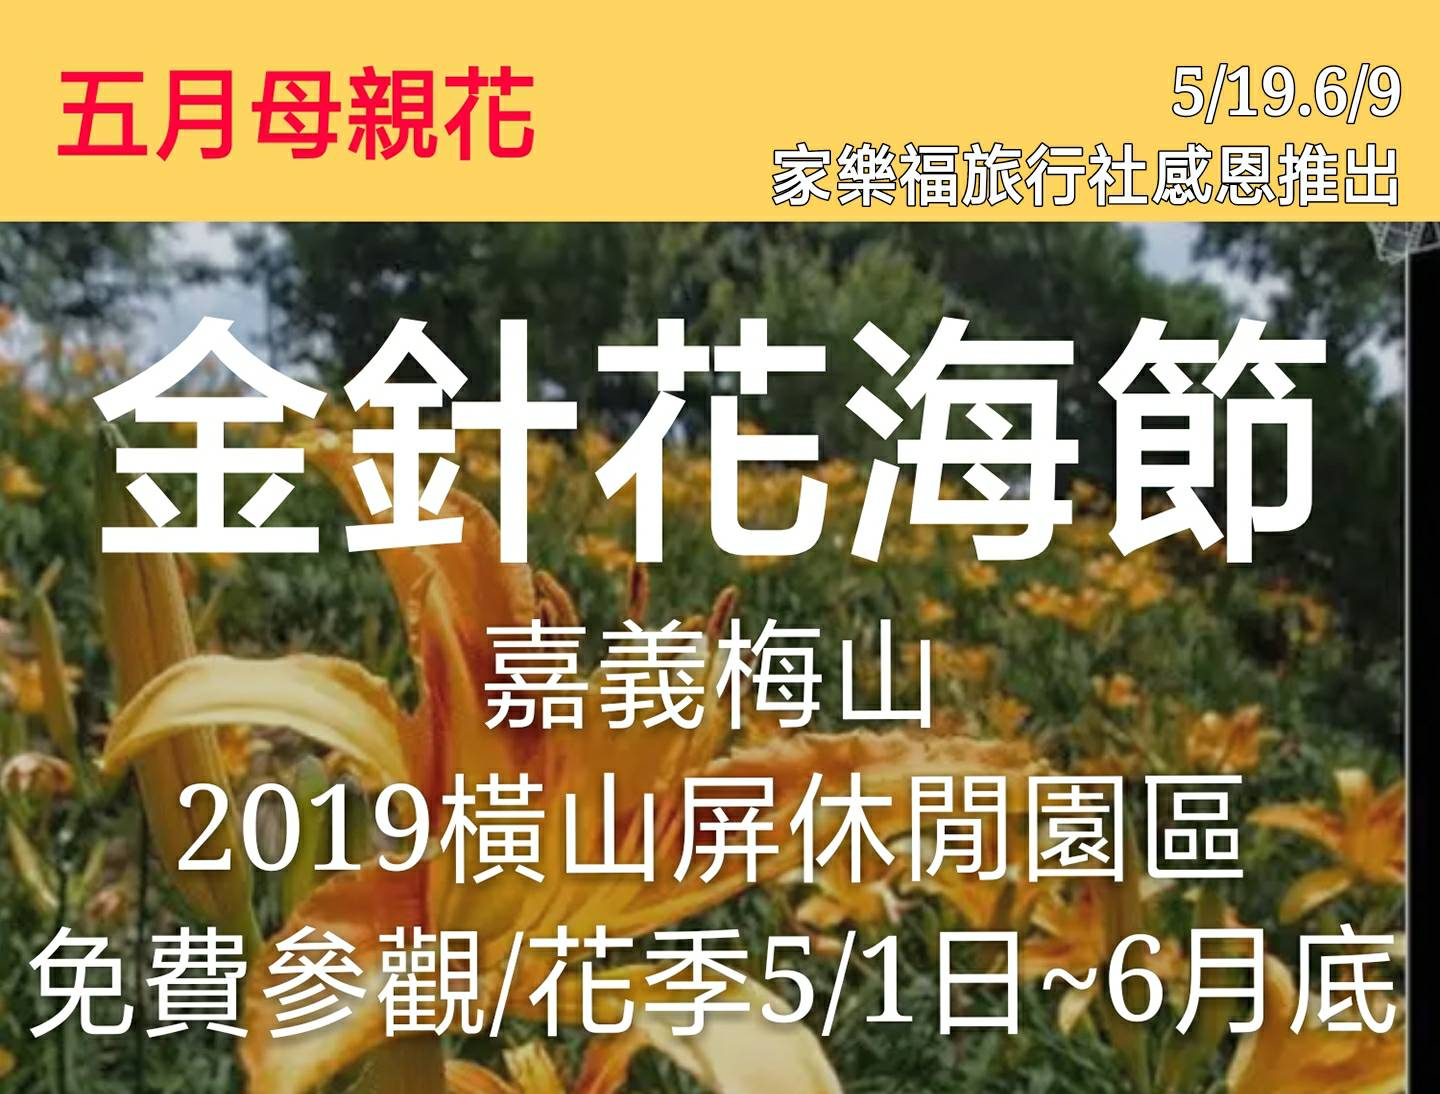 五月母親花
5/19.6/9
家樂福旅行社感恩推出
金針花海節
嘉義梅山
2019橫山屏休閒園區
免費參觀/花季5/1日~6月底